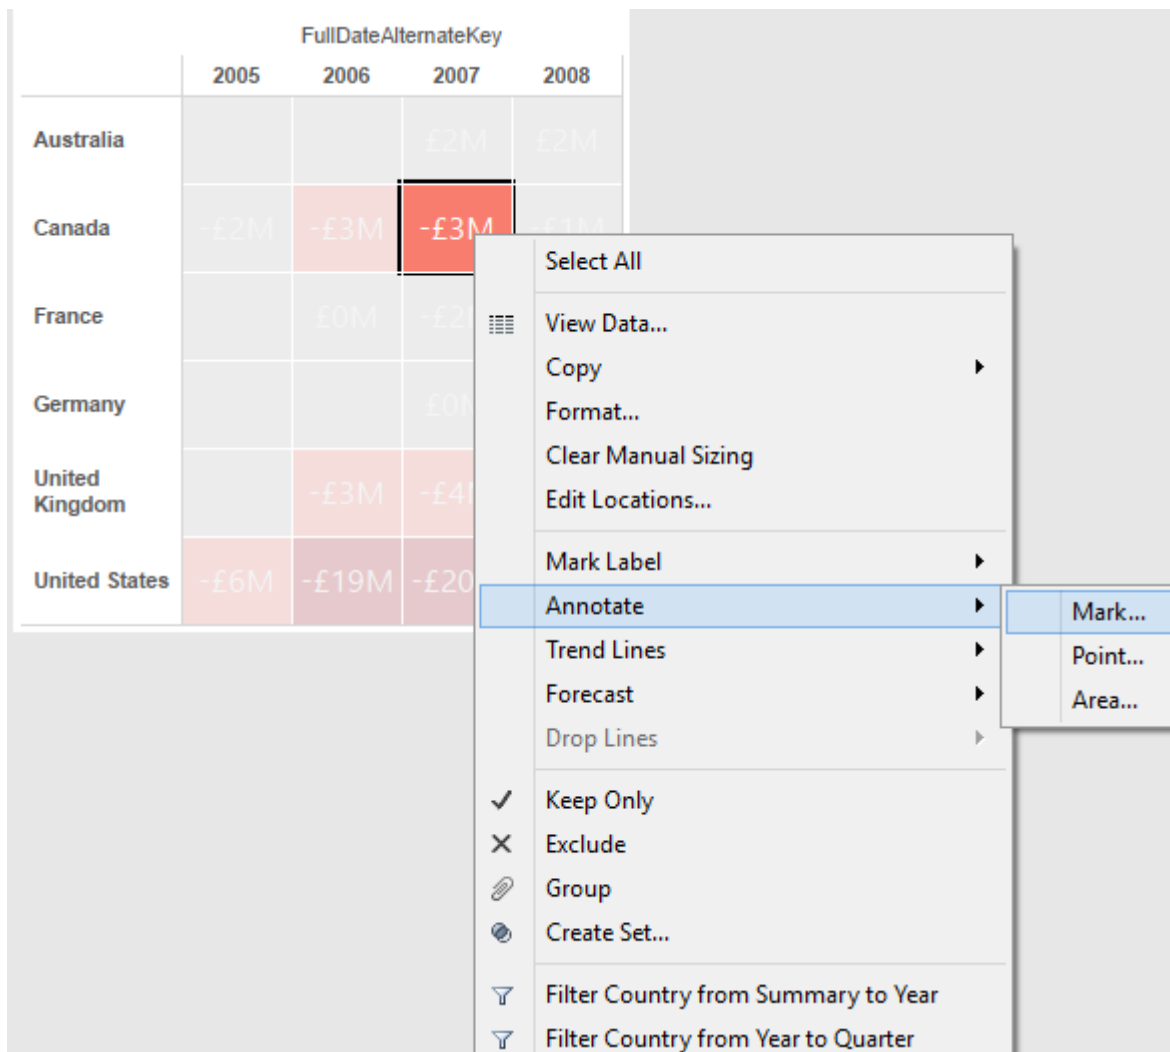 FullDateAlternateKey
2005 2006 2007 2008
Australia £2M £2M
Canada -£2M -£3M -£3M -£1M
Select All
France £0M
View Data...
Copy
Germany
Format...
Clear Manual Sizing
United
Kingdom -£3M
Edit Locations...
Mark Label
United States -£6M -£19M -£20
Annotate
Mark...
Trend Lines
Point...
Forecast
Area...
Drop Lines
Keep Only
Exclude
Group
Create Set...
Filter Country from Summary to Year
Filter Country from Year to Quarter